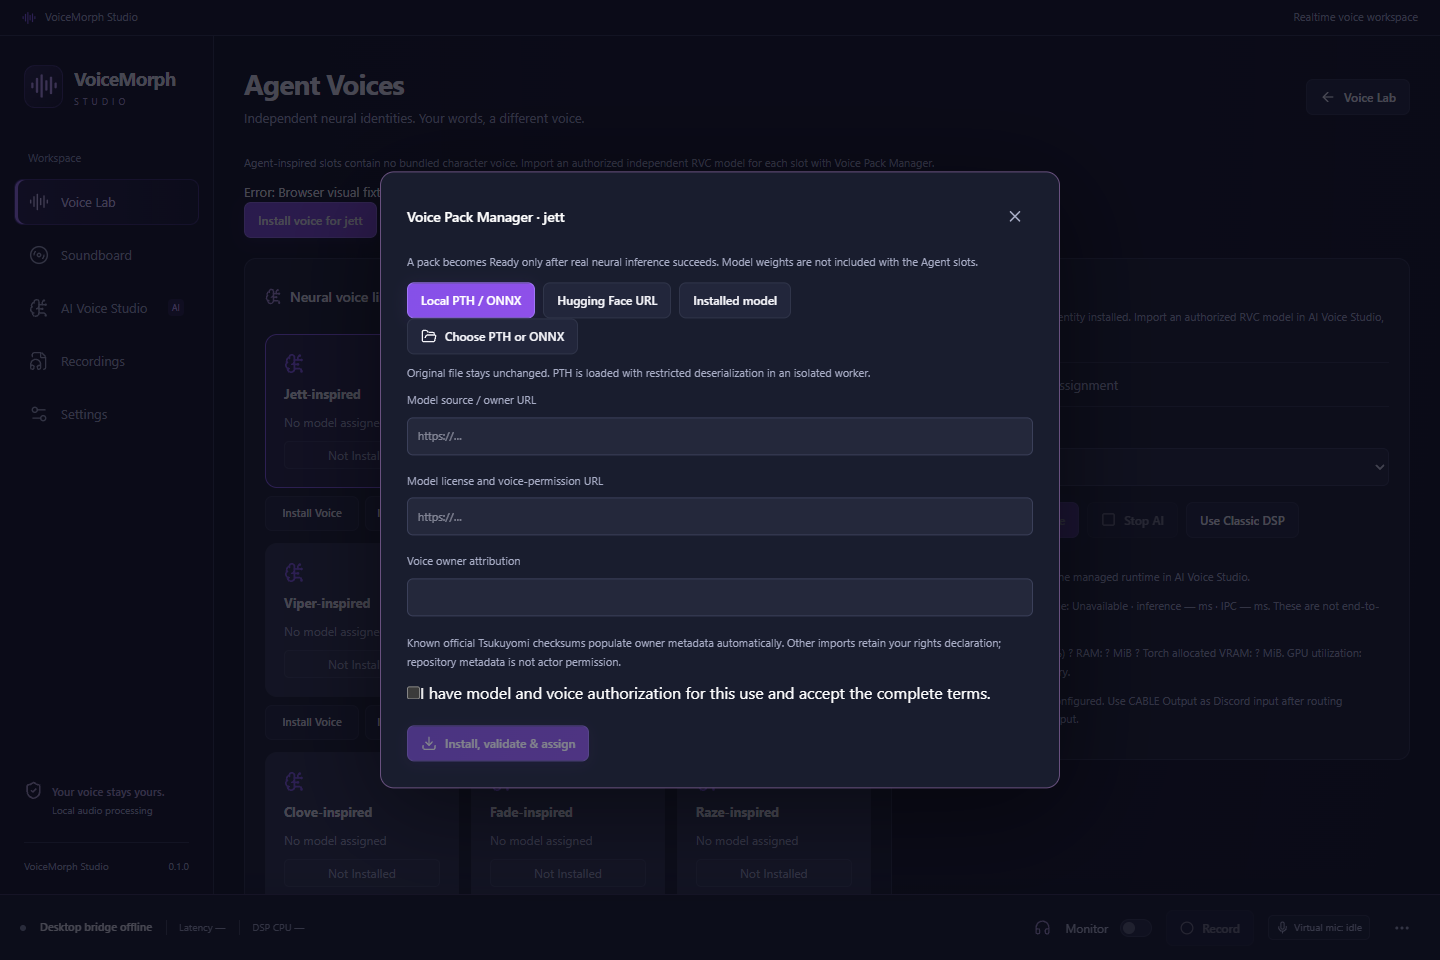 VoiceMorph Studio
Realtime voice workspace
VoiceMorph
STUDIO
Workspace
Voice Lab
Soundboard
AI Voice Studio
AI
Recordings
Settings
Your voice stays yours.
Local audio processing
VoiceMorph Studio
0.1.0
Agent Voices
Independent neural identities. Your words, a different voice.
Voice Lab
Agent-inspired slots contain no bundled character voice. Import an authorized independent RVC model for each slot with Voice Pack Manager.
Error: Browser visual fixt
Install voice for jett
Neural voice li
Jett-inspired
No model assigne
Not Instal
Install Voice
Viper-inspired
No model assigne
Not Instal
Install Voice
Clove-inspired
No model assigned
Not Installed
Fade-inspired
No model assigned
Not Installed
Raze-inspired
No model assigned
Not Installed
Voice Pack Manager · jett
A pack becomes Ready only after real neural inference succeeds. Model weights are not included with the Agent slots.
Local PTH / ONNX
Hugging Face URL
Installed model
Choose PTH or ONNX
Original file stays unchanged. PTH is loaded with restricted deserialization in an isolated worker.
Model source / owner URL
https://...
Model license and voice-permission URL
https://...
Voice owner attribution
Known official Tsukuyomi checksums populate owner metadata automatically. Other imports retain your rights declaration;
repository metadata is not actor permission.
I have model and voice authorization for this use and accept the complete terms.
Install, validate & assign
entity installed. Import an authorized RVC model in AI Voice Studio,
ssignment
Stop AI
Use Classic DSP
ne managed runtime in AI Voice Studio.
e: Unavailable · inference — ms · IPC — ms. These are not end-to-
) ? RAM: ? MiB ? Torch allocated VRAM: ? MiB. GPU utilization:
ry.
nfigured. Use CABLE Output as Discord input after routing
put.
Desktop bridge offline
Latency —
DSP CPU —
Monitor
Record
Virtual mic: idle